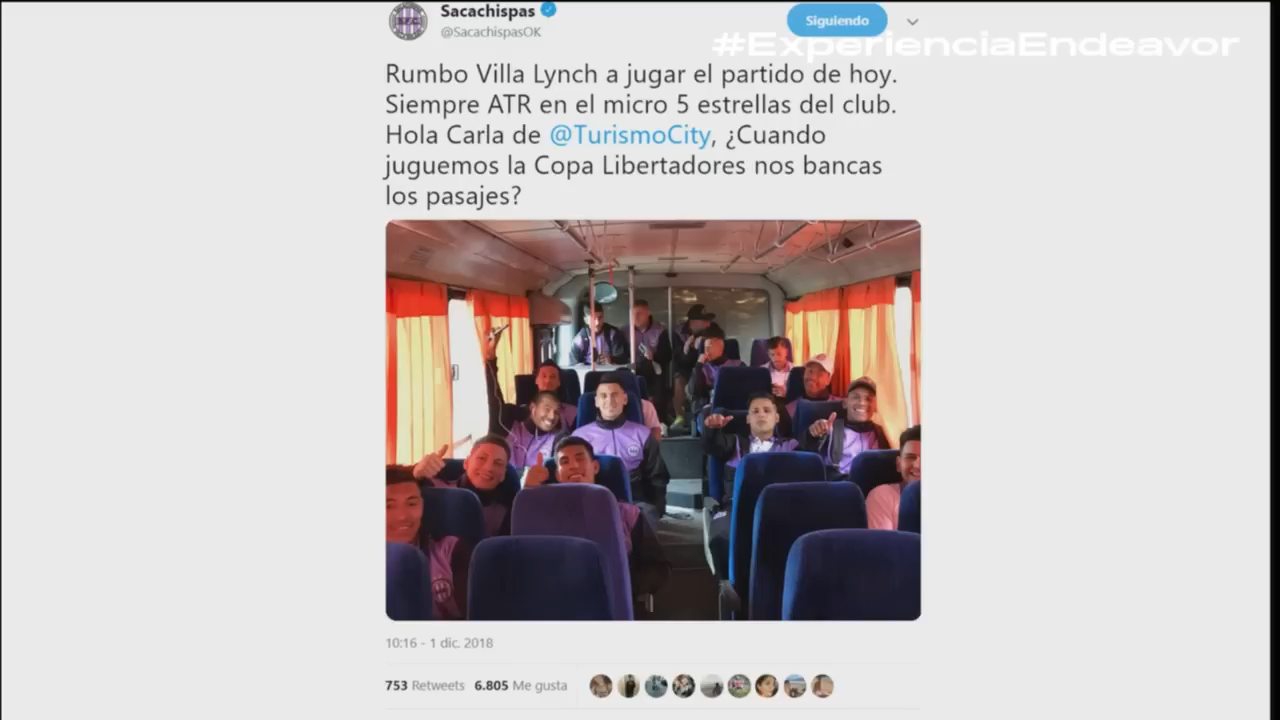 Sacachispas
@SacachispasOK
Siguiendo
#ExperienciaEndeavor
Rumbo Villa Lynch a jugar el partido de hoy.
Siempre ATR en el micro 5 estrellas del club.
Hola Carla de @TurismoCity, ¿Cuando
juguemos la Copa Libertadores nos bancas
los pasajes?
10:16 - 1 dic. 2018
753 Retweets 6.805 Me gusta